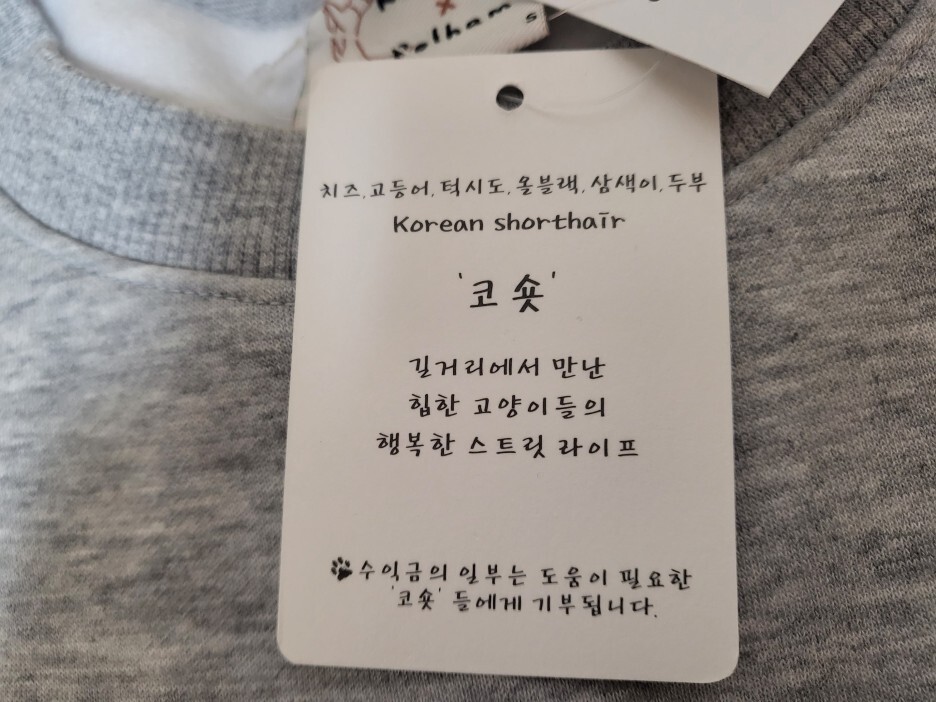 S
치즈, 고등어, 턱시도, 올블랙, 삼색이, 두부
Korean shorthair
'코숏'
길거리에서 만난
힙한 고양이들의
행복한 스트릿 라이프
수익금의 일부는 도움이 필요한
'코숏' 들에게 기부됩니다.